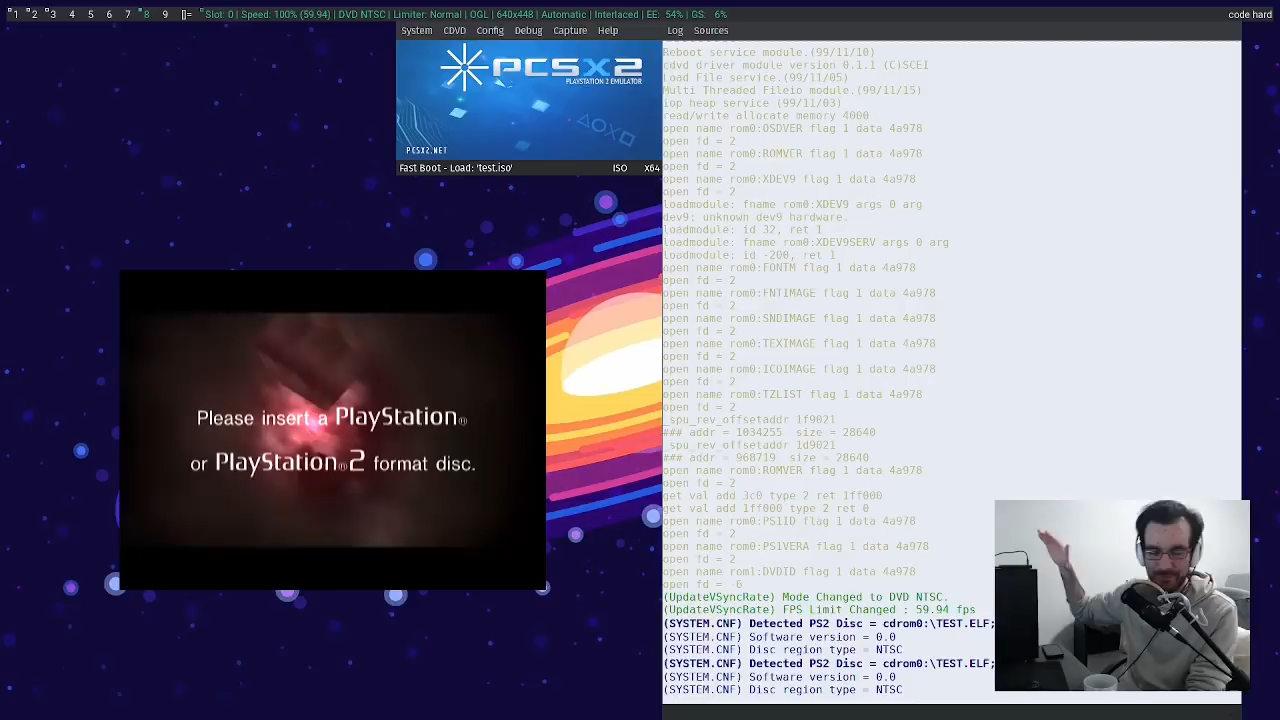 1 2 3 4 5 6 7 8 9 []= Slot: 0 | Speed: 100% (59.94) | DVD NTSC | Limiter: Normal | OGL | 640x448 | Automatic | Interlaced | EE: 54% | GS: 6% code hard
System CDVD Config Debug Capture Help
PCSX2
PLAYSTATION 2 EMULATOR
PCSX2.NET
Fast Boot - Load: 'test.iso' ISO x64
Please insert a PlayStation®
or PlayStation®2 format disc.
Log Sources
Reboot service module.(99/11/10)
cdvd driver module version 0.1.1 (C)SCEI
Load File service.(99/11/05)
Multi Threaded Fileio module.(99/11/15)
iop heap service (99/11/03)
read/write allocate memory 4000
open name rom0:OSDVER flag 1 data 4a978
open fd = 2
open name rom0:ROMVER flag 1 data 4a978
open fd = 2
open name rom0:XDEV9 flag 1 data 4a978
open fd = 2
loadmodule: fname rom0:XDEV9 args 0 arg
dev9: unknown dev9 hardware.
loadmodule: id 32, ret 1
loadmodule: fname rom0:XDEV9SERV args 0 arg
loadmodule: id -200, ret 1
open name rom0:FONTM flag 1 data 4a978
open fd = 2
open name rom0:FNTIMAGE flag 1 data 4a978
open fd = 2
open name rom0:SNDIMAGE flag 1 data 4a978
open fd = 2
open name rom0:TEXIMAGE flag 1 data 4a978
open fd = 2
open name rom0:ICOIMAGE flag 1 data 4a978
open fd = 2
open name rom0:TZLIST flag 1 data 4a978
open fd = 2
_spu_rev_offsetaddr 1f9021
### addr = 1034255 size = 28640
_spu_rev_offsetaddr 1d9021
### addr = 968719 size = 28640
open name rom0:ROMVER flag 1 data 4a978
open fd = 2
get val add 3c0 type 2 ret 1ff000
get val add 1ff000 type 2 ret 0
open name rom0:PS1ID flag 1 data 4a978
open fd = 2
open name rom0:PS1VERA flag 1 data 4a978
open fd = 2
open name rom1:DVDID flag 1 data 4a978
open fd = -6
(UpdateVSyncRate) Mode Changed to DVD NTSC.
(UpdateVSyncRate) FPS Limit Changed : 59.94 fps
(SYSTEM.CNF) Detected PS2 Disc = cdrom0:\TEST.ELF;
(SYSTEM.CNF) Software version = 0.0
(SYSTEM.CNF) Disc region type = NTSC
(SYSTEM.CNF) Detected PS2 Disc = cdrom0:\TEST.ELF;
(SYSTEM.CNF) Software version = 0.0
(SYSTEM.CNF) Disc region type = NTSC